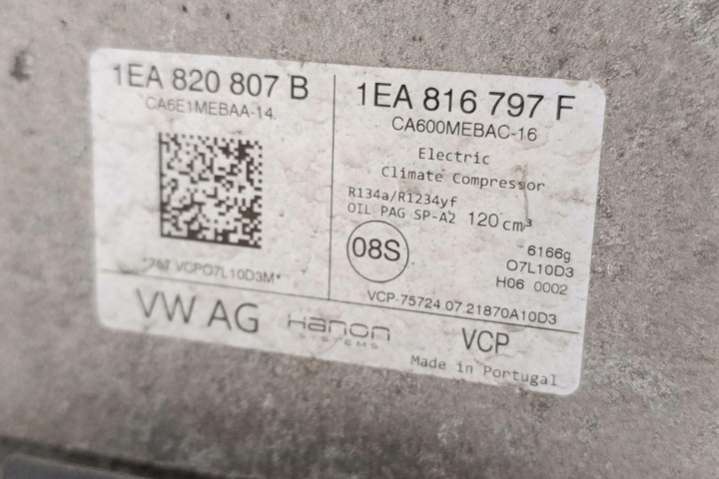 1EA 820 807 B
CA6E1MEBAA-14
*76T VCPO7L10D3M*
1EA 816 797 F
CA600MEBAC-16
Electric
Climate Compressor
R134a/R1234yf
OIL PAG SP-A2 120 cm³
08S
6166g
O7L10D3
H06 0002
VCP-75724.07.21870A10D3
VW AG
Hanon
SYSTEMS
VCP
Made in Portugal